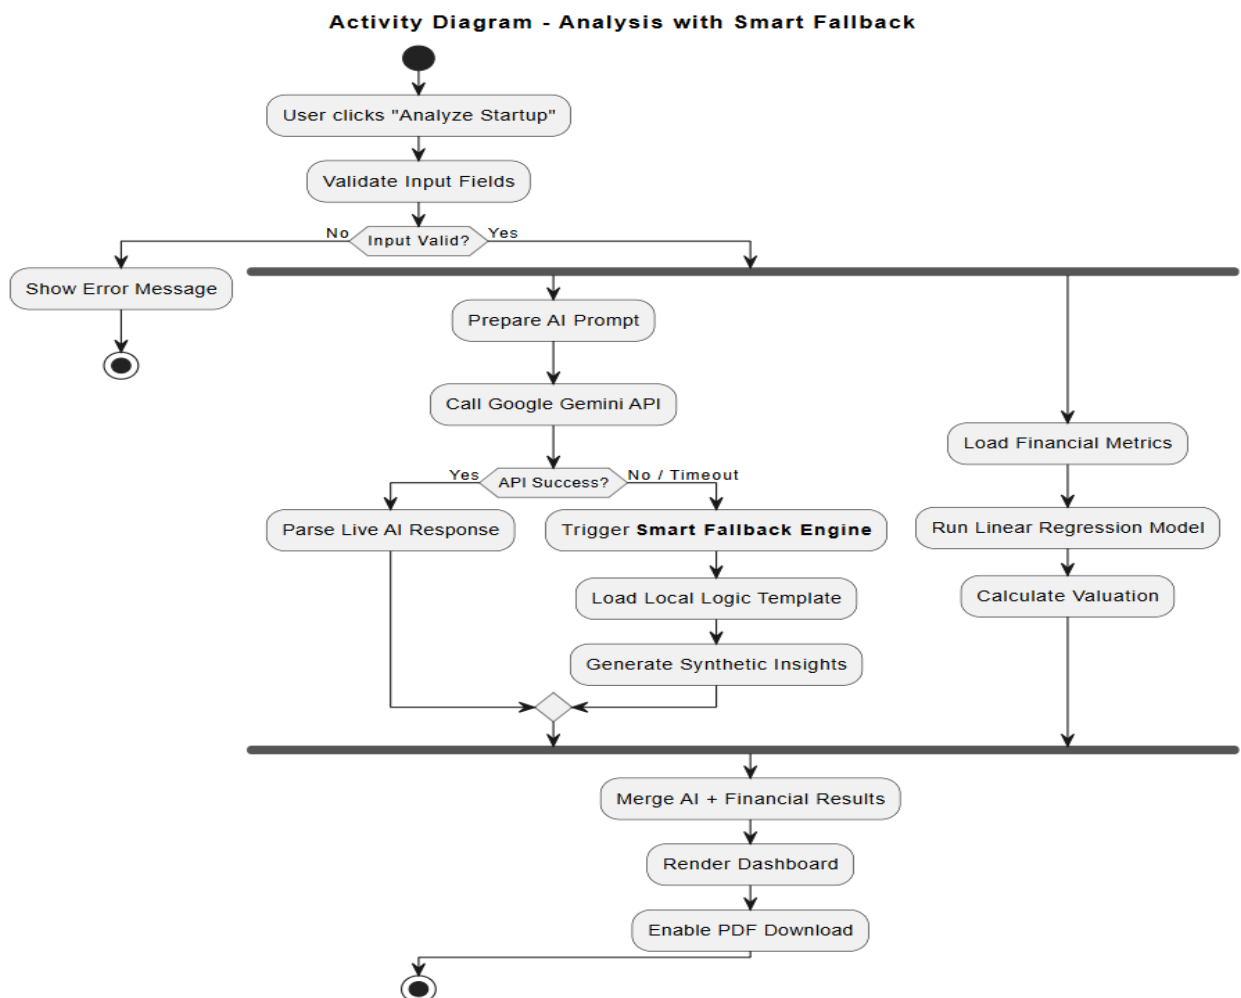 Activity Diagram - Analysis with Smart Fallback
User clicks "Analyze Startup"
Validate Input Fields
No
Input Valid?
Yes
Show Error Message
Prepare AI Prompt
Call Google Gemini API
Yes
API Success?
No / Timeout
Parse Live AI Response
Trigger Smart Fallback Engine
Load Local Logic Template
Generate Synthetic Insights
Load Financial Metrics
Run Linear Regression Model
Calculate Valuation
Merge AI + Financial Results
Render Dashboard
Enable PDF Download